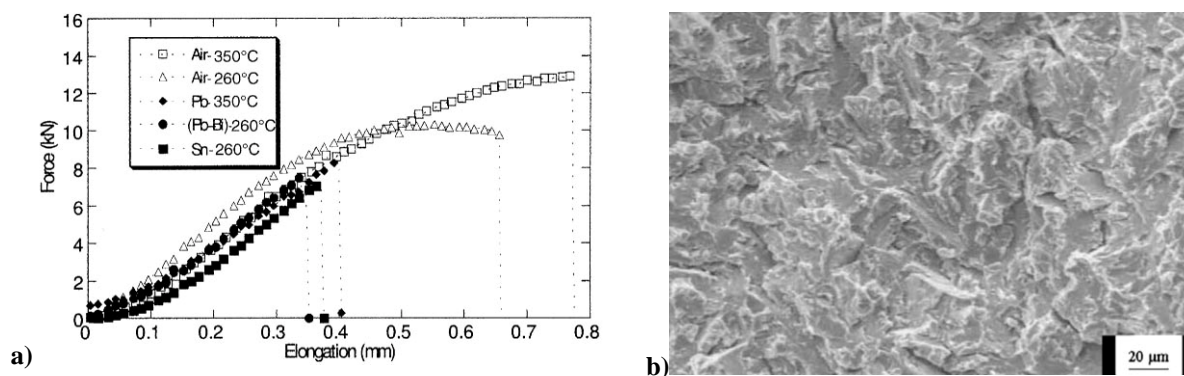 16
14
12
10
8
6
4
2
0
Force (kN)
Air-350°C
Air-260°C
Pb-350°C
(Pb-Bi)-260°C
Sn-260°C
0 0.1 0.2 0.3 0.4 0.5 0.6 0.7 0.8
Elongation (mm)
a)
b)
20 µm